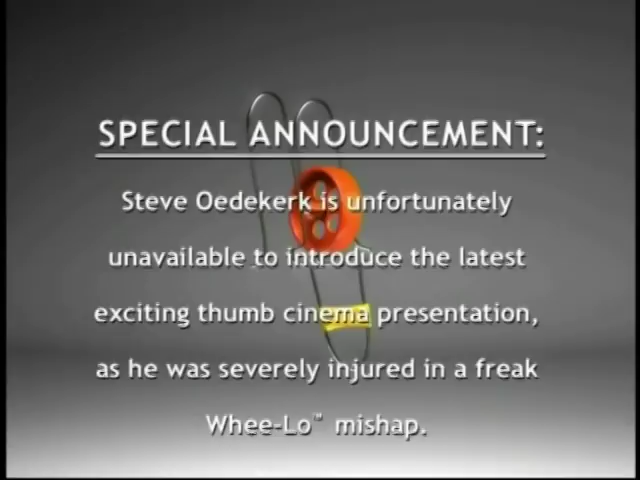 SPECIAL ANNOUNCEMENT:
Steve Oedekerk is unfortunately
unavailable to introduce the latest
exciting thumb cinema presentation,
as he was severely injured in a freak
Whee-Lo™ mishap.